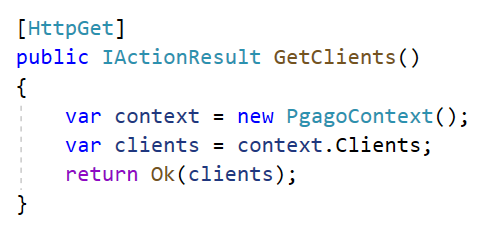 [HttpGet]
public IActionResult GetClients()
{
    var context = new PgagoContext();
    var clients = context.Clients;
    return Ok(clients);
}